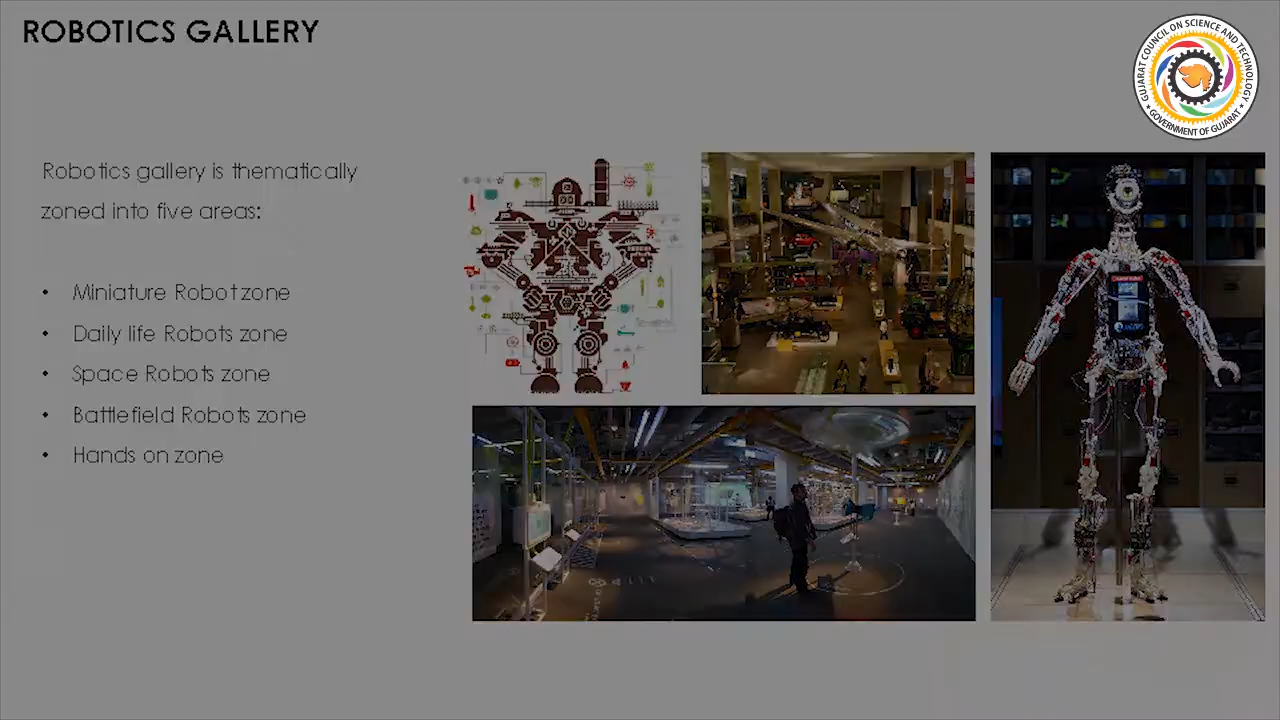 ROBOTICS GALLERY
GUJARAT COUNCIL ON SCIENCE AND TECHNOLOGY
GOVERNMENT OF GUJARAT
Robotics gallery is thematically
zoned into five areas:
• Miniature Robot zone
• Daily life Robots zone
• Space Robots zone
• Battlefield Robots zone
• Hands on zone